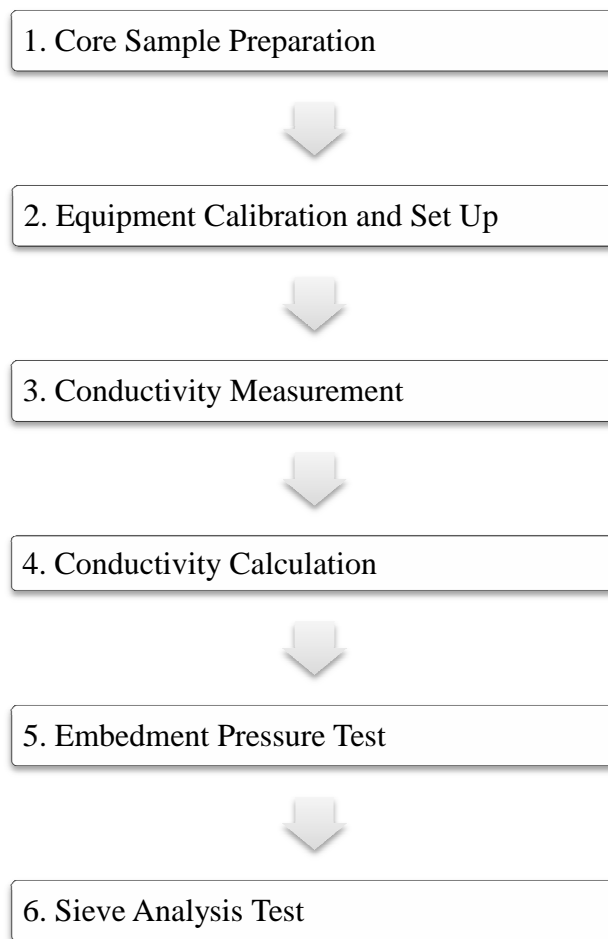 1. Core Sample Preparation
2. Equipment Calibration and Set Up
3. Conductivity Measurement
4. Conductivity Calculation
5. Embedment Pressure Test
6. Sieve Analysis Test